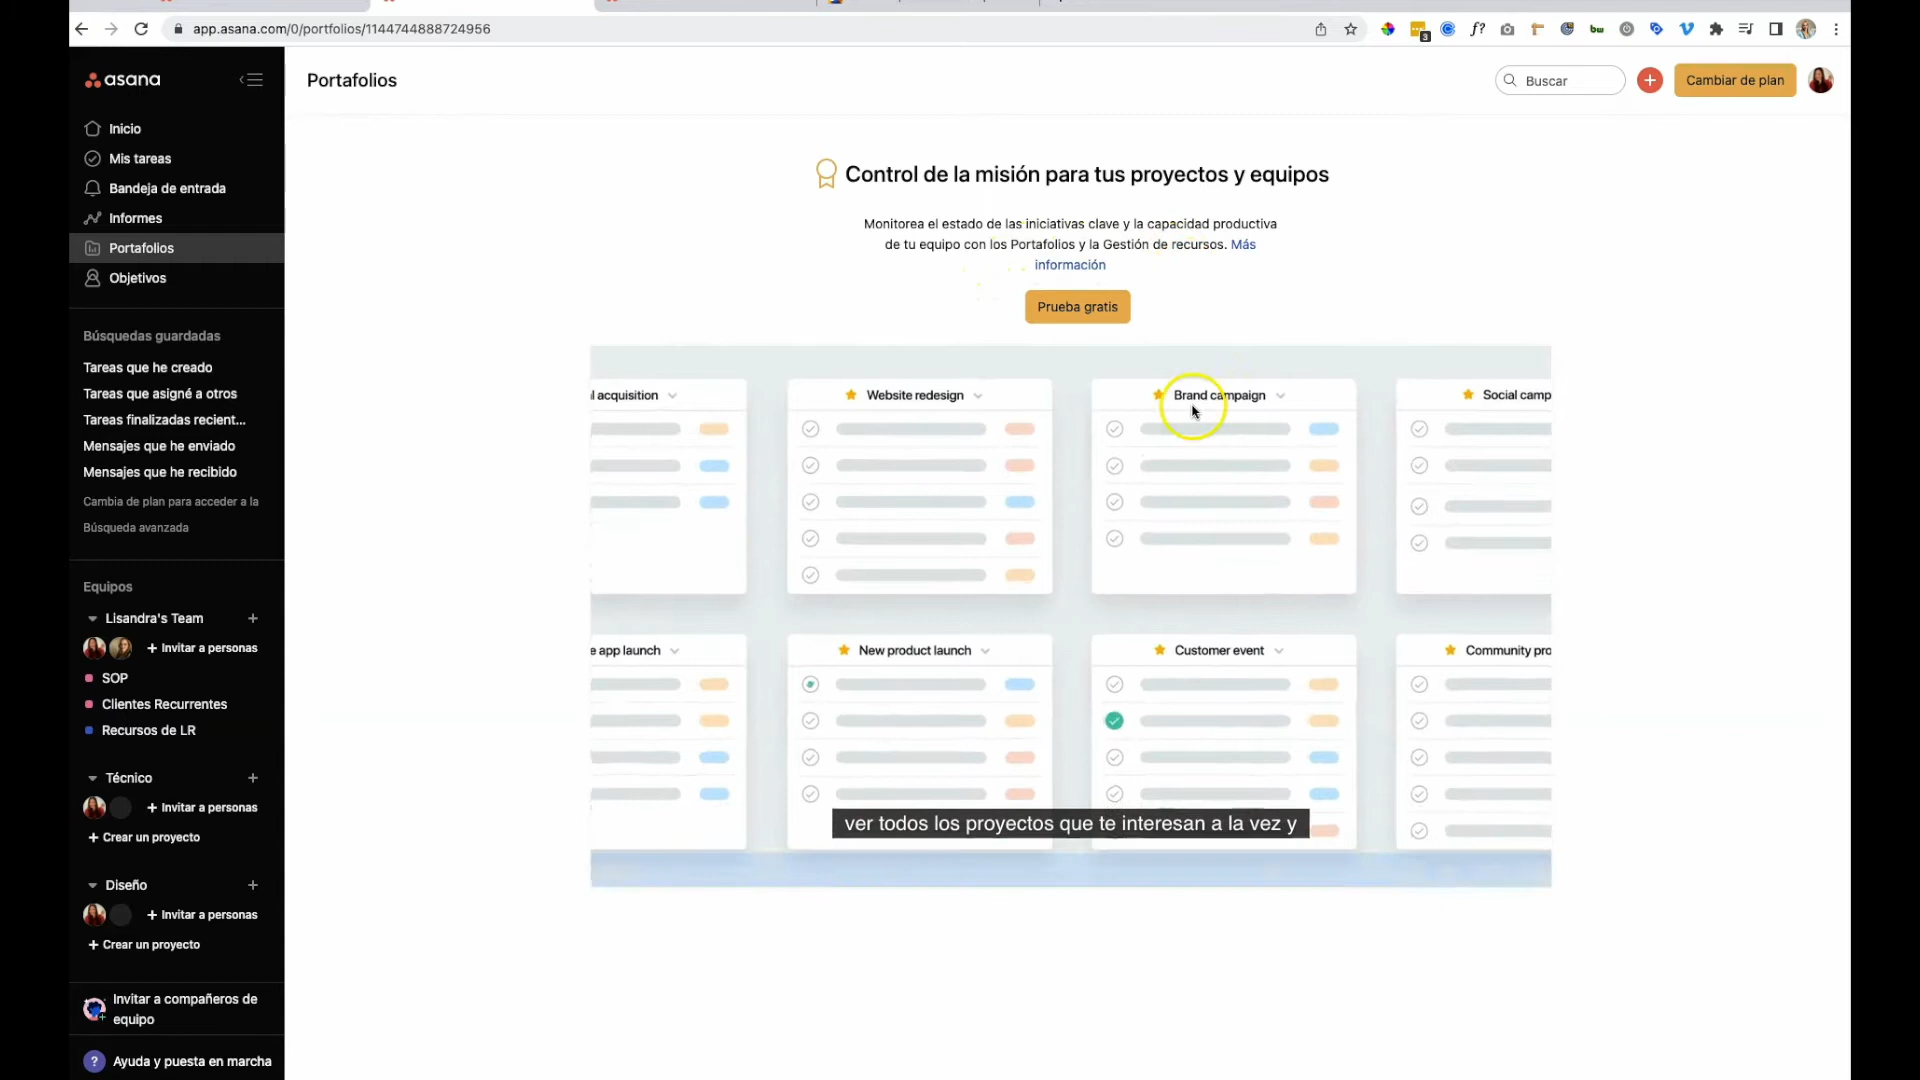 app.asana.com/0/portfolios/1144744888724956
3
f?
bw
asana
Portafolios
Buscar
Cambiar de plan
Inicio
Mis tareas
Bandeja de entrada
Informes
Portafolios
Objetivos
Búsquedas guardadas
Tareas que he creado
Tareas que asigné a otros
Tareas finalizadas recient...
Mensajes que he enviado
Mensajes que he recibido
Cambia de plan para acceder a la
Búsqueda avanzada
Equipos
Lisandra's Team
+ Invitar a personas
SOP
Clientes Recurrentes
Recursos de LR
Técnico
+ Invitar a personas
+ Crear un proyecto
Diseño
+ Invitar a personas
+ Crear un proyecto
Invitar a compañeros de
equipo
? Ayuda y puesta en marcha
Control de la misión para tus proyectos y equipos
Monitorea el estado de las iniciativas clave y la capacidad productiva
de tu equipo con los Portafolios y la Gestión de recursos. Más
información
Prueba gratis
l acquisition
Website redesign
Brand campaign
Social camp
e app launch
New product launch
Customer event
Community pro
ver todos los proyectos que te interesan a la vez y